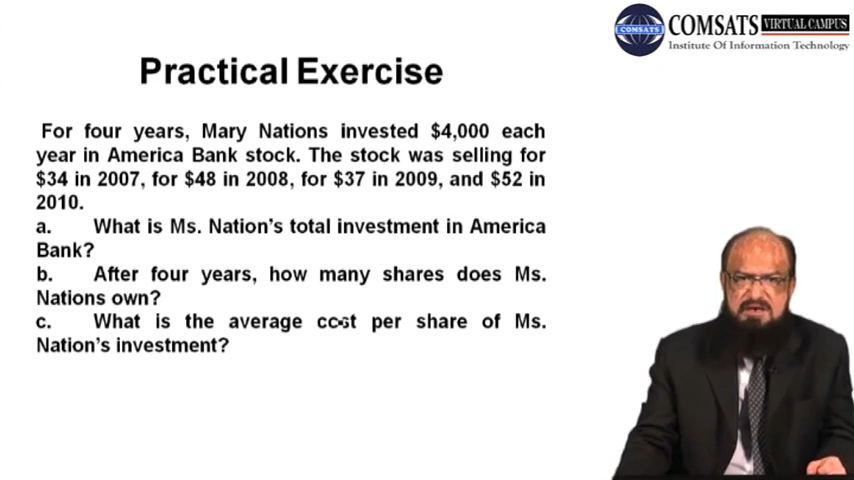 COMSATS VIRTUAL CAMPUS
COMSATS
Institute Of Information Technology
Practical Exercise
For four years, Mary Nations invested $4,000 each
year in America Bank stock. The stock was selling for
$34 in 2007, for $48 in 2008, for $37 in 2009, and $52 in
2010.
a. What is Ms. Nation's total investment in America
Bank?
b. After four years, how many shares does Ms.
Nations own?
c. What is the average cost per share of Ms.
Nation's investment?